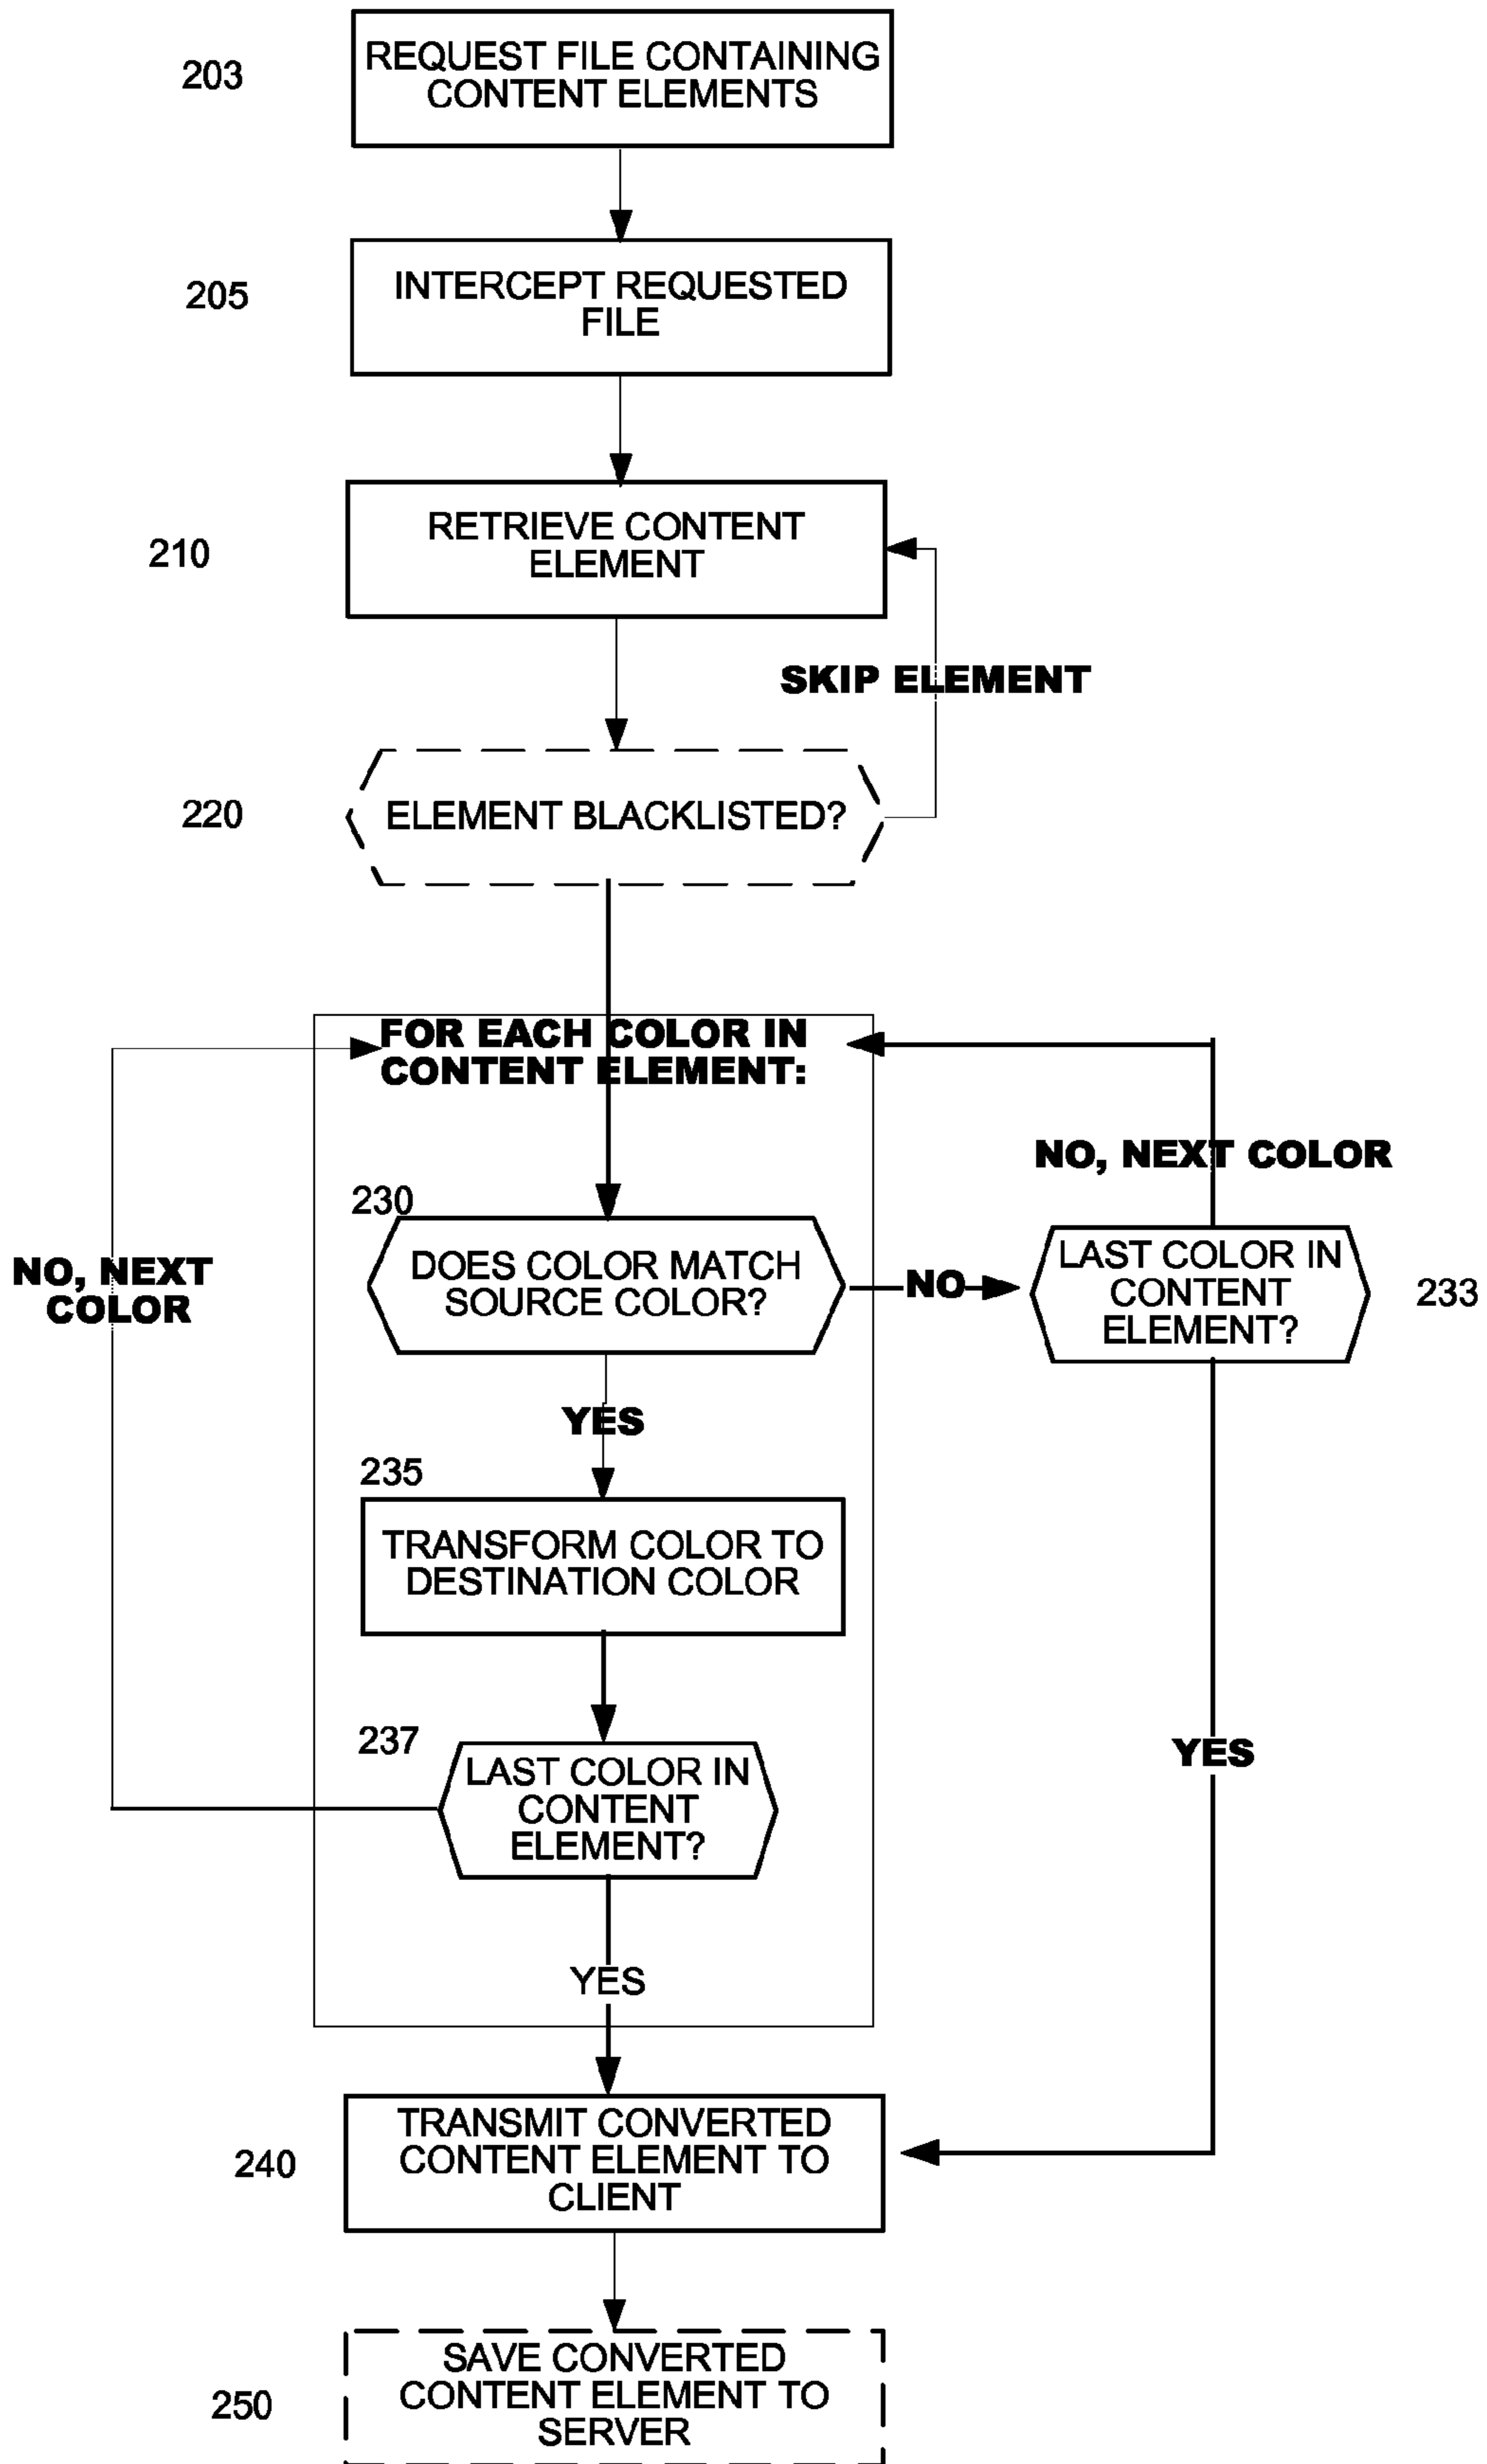 203
REQUEST FILE CONTAINING
CONTENT ELEMENTS
205
INTERCEPT REQUESTED
FILE
210
RETRIEVE CONTENT
ELEMENT
SKIP ELEMENT
220
ELEMENT BLACKLISTED?
FOR EACH COLOR IN
CONTENT ELEMENT:
NO, NEXT COLOR
230
DOES COLOR MATCH
SOURCE COLOR?
NO
LAST COLOR IN
CONTENT
ELEMENT?
233
NO, NEXT
COLOR
YES
235
TRANSFORM COLOR TO
DESTINATION COLOR
237
LAST COLOR IN
CONTENT
ELEMENT?
YES
YES
240
TRANSMIT CONVERTED
CONTENT ELEMENT TO
CLIENT
250
SAVE CONVERTED
CONTENT ELEMENT TO
SERVER